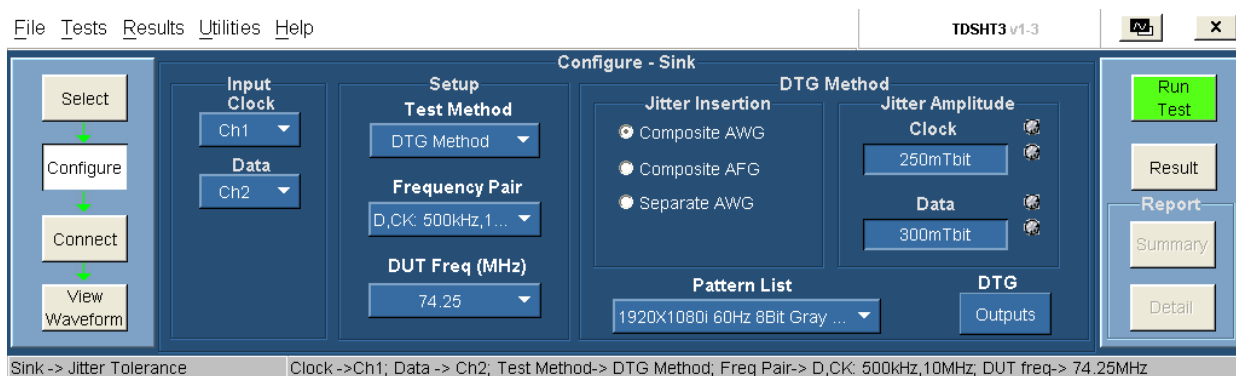 File Tests Results Utilities Help
TDSHT3 v1-3
X
Configure - Sink
Select
Configure
Connect
View
Waveform
Input
Clock
Ch1
Data
Ch2
Setup
Test Method
DTG Method
Frequency Pair
D,CK: 500kHz,1...
DUT Freq (MHz)
74.25
DTG Method
Jitter Insertion
Composite AWG
Composite AFG
Separate AWG
Jitter Amplitude
Clock
250mTbit
Data
300mTbit
Pattern List
1920X1080i 60Hz 8Bit Gray ...
DTG
Outputs
Run
Test
Result
Report
Summary
Detail
Sink -> Jitter Tolerance
Clock ->Ch1; Data -> Ch2; Test Method-> DTG Method; Freq Pair-> D,CK: 500kHz,10MHz; DUT freq-> 74.25MHz